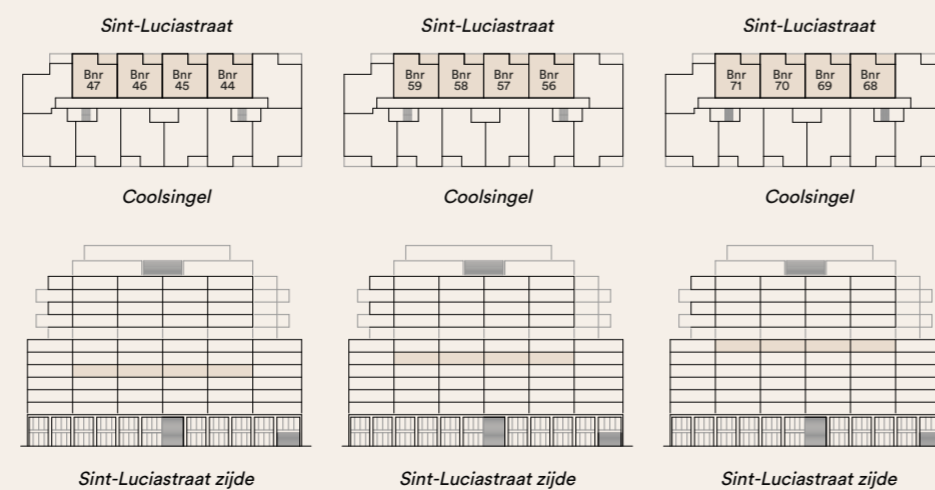 Sint-Luciastraat
Bnr 47
Bnr 46
Bnr 45
Bnr 44
Coolsingel
Sint-Luciastraat zijde
Sint-Luciastraat
Bnr 59
Bnr 58
Bnr 57
Bnr 56
Coolsingel
Sint-Luciastraat zijde
Sint-Luciastraat
Bnr 71
Bnr 70
Bnr 69
Bnr 68
Coolsingel
Sint-Luciastraat zijde